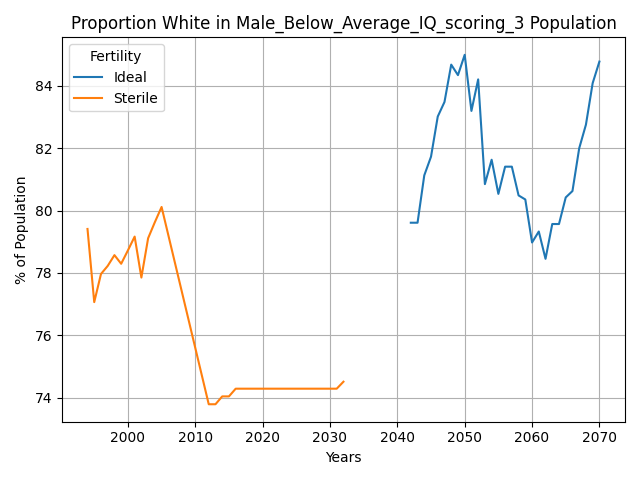 Proportion White in Male_Below_Average_IQ_scoring_3 Population
Fertility
Ideal
Sterile
% of Population
84
82
80
78
76
74
2000 2010 2020 2030 2040 2050 2060 2070
Years